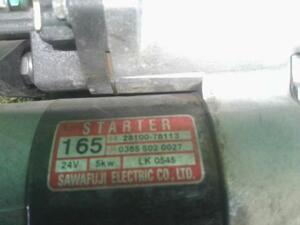 STARTER
165
28100-78113
0365 502 0027
24V 5kw LK 0545
SAWAFUJI ELECTRIC CO., LTD.